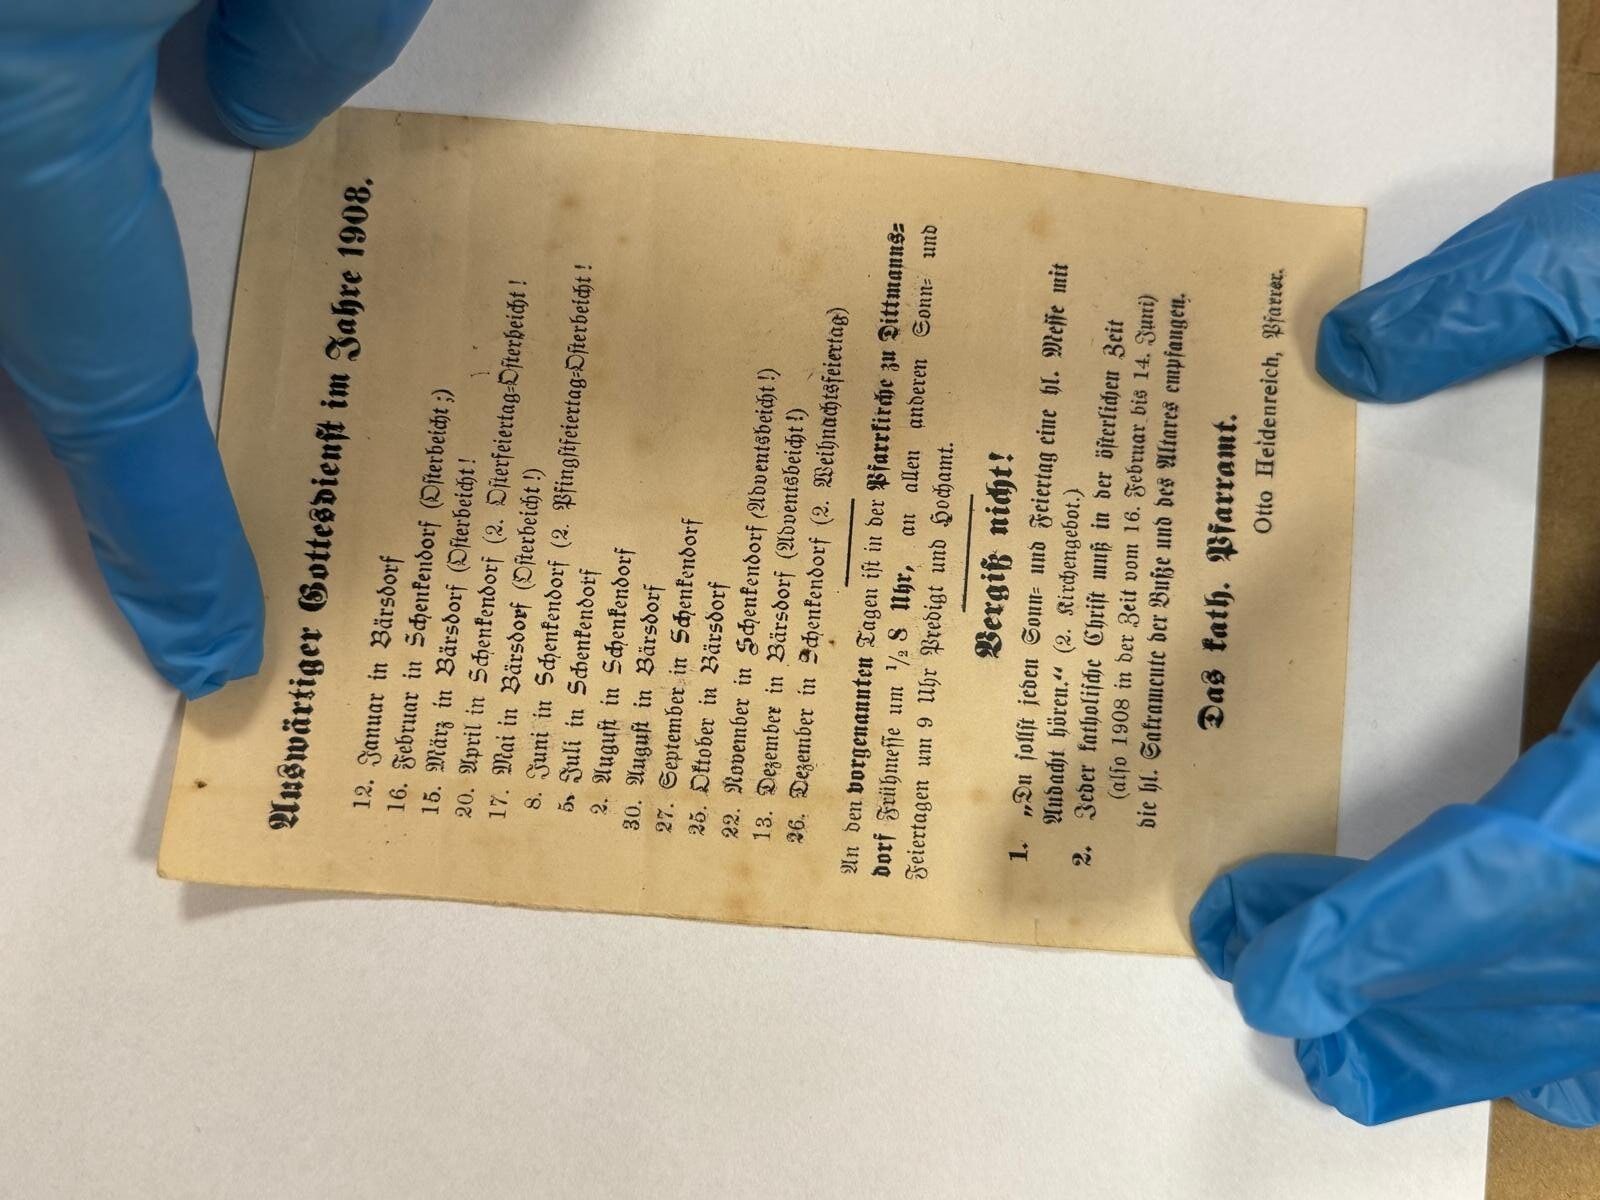 Auswärtiger Gottesdienst im Jahre 1908.
12. Januar in Bärsdorf
16. Februar in Schenkendorf (Osterbeicht;)
15. März in Bärsdorf (Osterbeicht!
20. April in Schenkendorf (2. Osterfeiertag=Osterbeicht!
17. Mai in Bärsdorf (Osterbeicht!)
8. Juni in Schenkendorf (2. Pfingstfeiertag=Osterbeicht!
5. Juli in Schenkendorf
2. August in Schenkendorf
30. August in Bärsdorf
27. September in Schenkendorf
25. Oktober in Bärsdorf
22. November in Schenkendorf (Adventsbeicht!)
13. Dezember in Bärsdorf (Adventsbeicht!)
26. Dezember in Schenkendorf (2. Weihnachtsfeiertag)
An den vorgenannten Tagen ist in der Pfarrkirche zu Dittmanns=
dorf Frühmesse um 1/2 8 Uhr, an allen anderen Sonn= und
Feiertagen um 9 Uhr Predigt und Hochamt.
Vergiß nicht!
1. „Du sollst jeden Sonn= und Feiertag eine hl. Messe mit
Andacht hören.“ (2. Kirchengebot.)
2. Jeder katholische Christ muß in der österlichen Zeit
(also 1908 in der Zeit vom 16. Februar bis 14. Juni)
die hl. Sakramente der Buße und des Altares empfangen.
Das kath. Pfarramt.
Otto Heidenreich, Pfarrer.